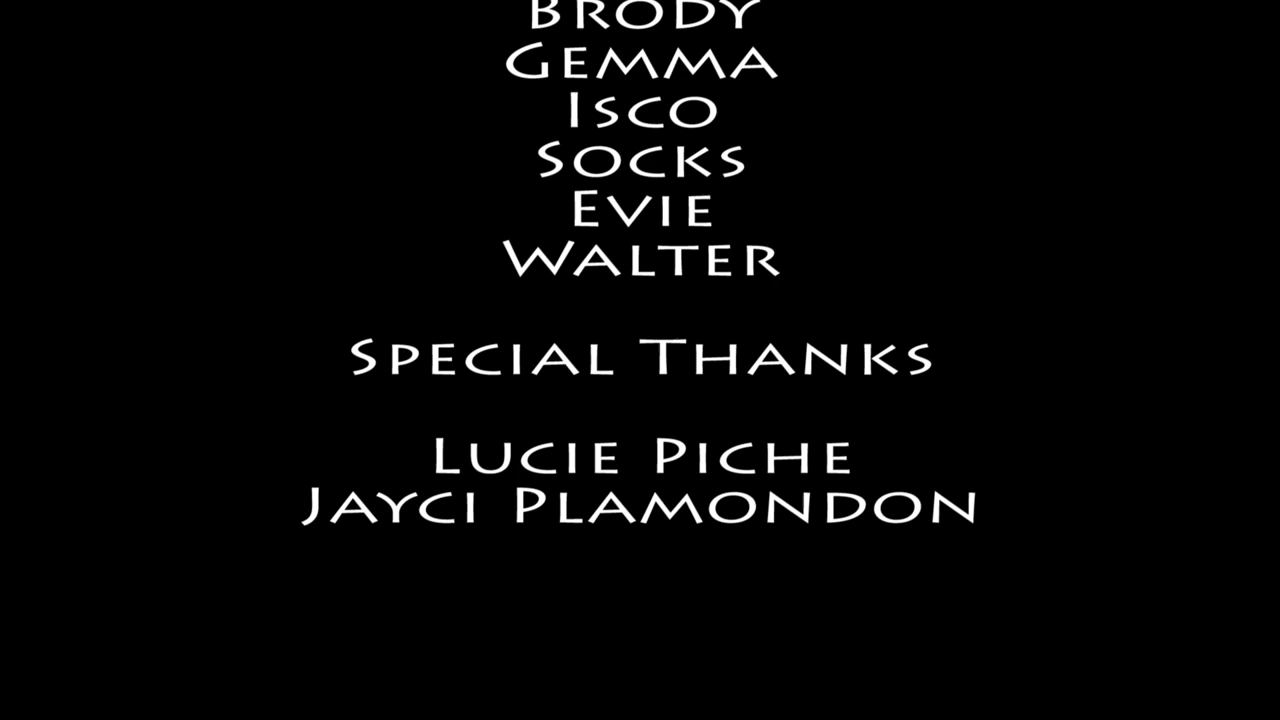 Brody
Gemma
Isco
Socks
Evie
Walter
Special Thanks
Lucie Piche
Jayci Plamondon